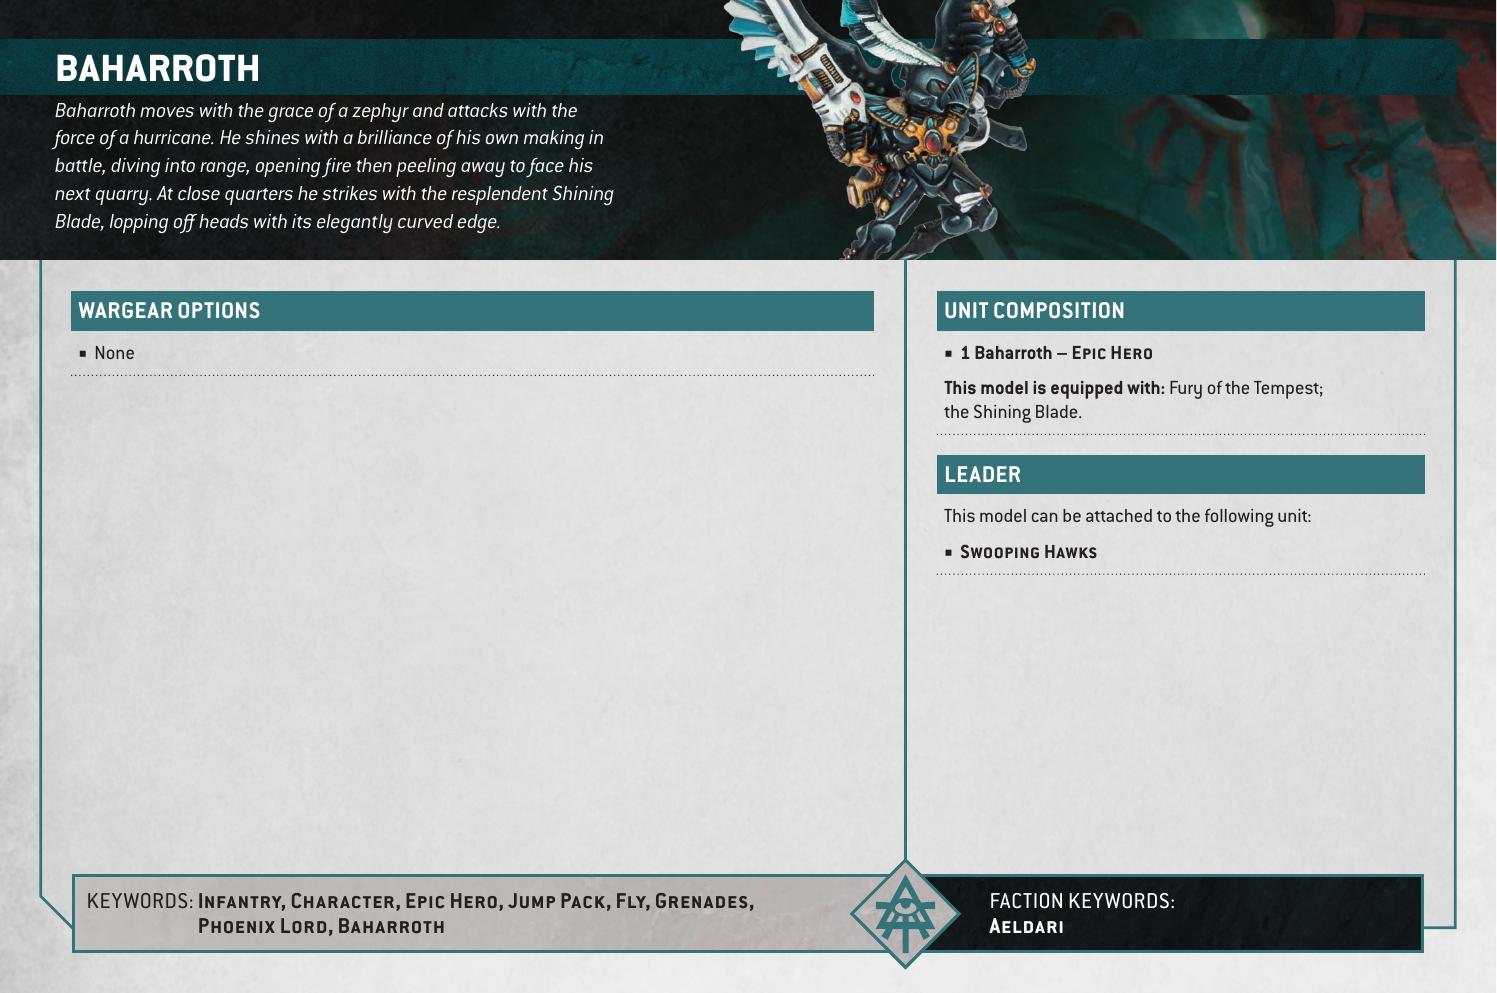 BAHARROTH
Baharroth moves with the grace of a zephyr and attacks with the
force of a hurricane. He shines with a brilliance of his own making in
battle, diving into range, opening fire then peeling away to face his
next quarry. At close quarters he strikes with the resplendent Shining
Blade, lopping off heads with its elegantly curved edge.
WARGEAR OPTIONS
■ None
UNIT COMPOSITION
■ 1 Baharroth – Epic Hero
This model is equipped with: Fury of the Tempest;
the Shining Blade.
LEADER
This model can be attached to the following unit:
■ Swooping Hawks
KEYWORDS: Infantry, Character, Epic Hero, Jump Pack, Fly, Grenades,
Phoenix Lord, Baharroth
FACTION KEYWORDS:
Aeldari